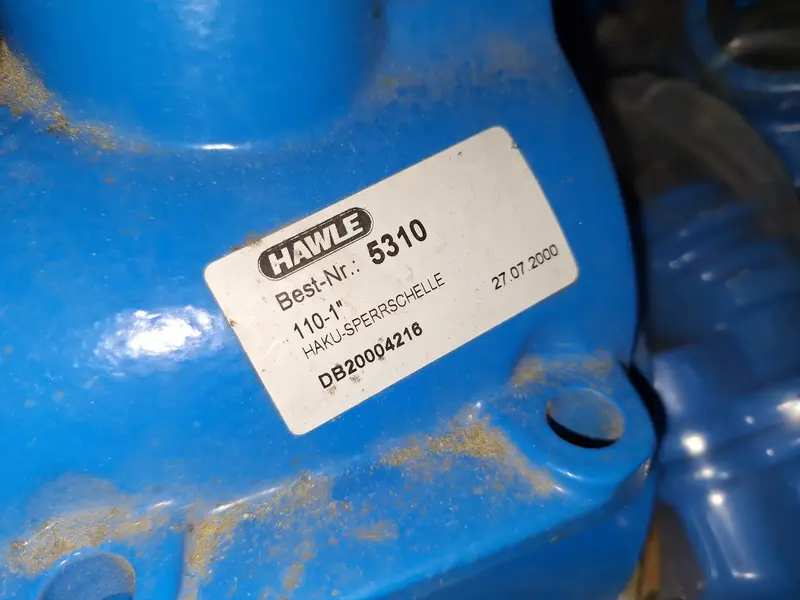 HAWLE
Best-Nr.: 5310
110-1"
HAKU-SPERRSCHELLE 27.07.2000
DB20004216